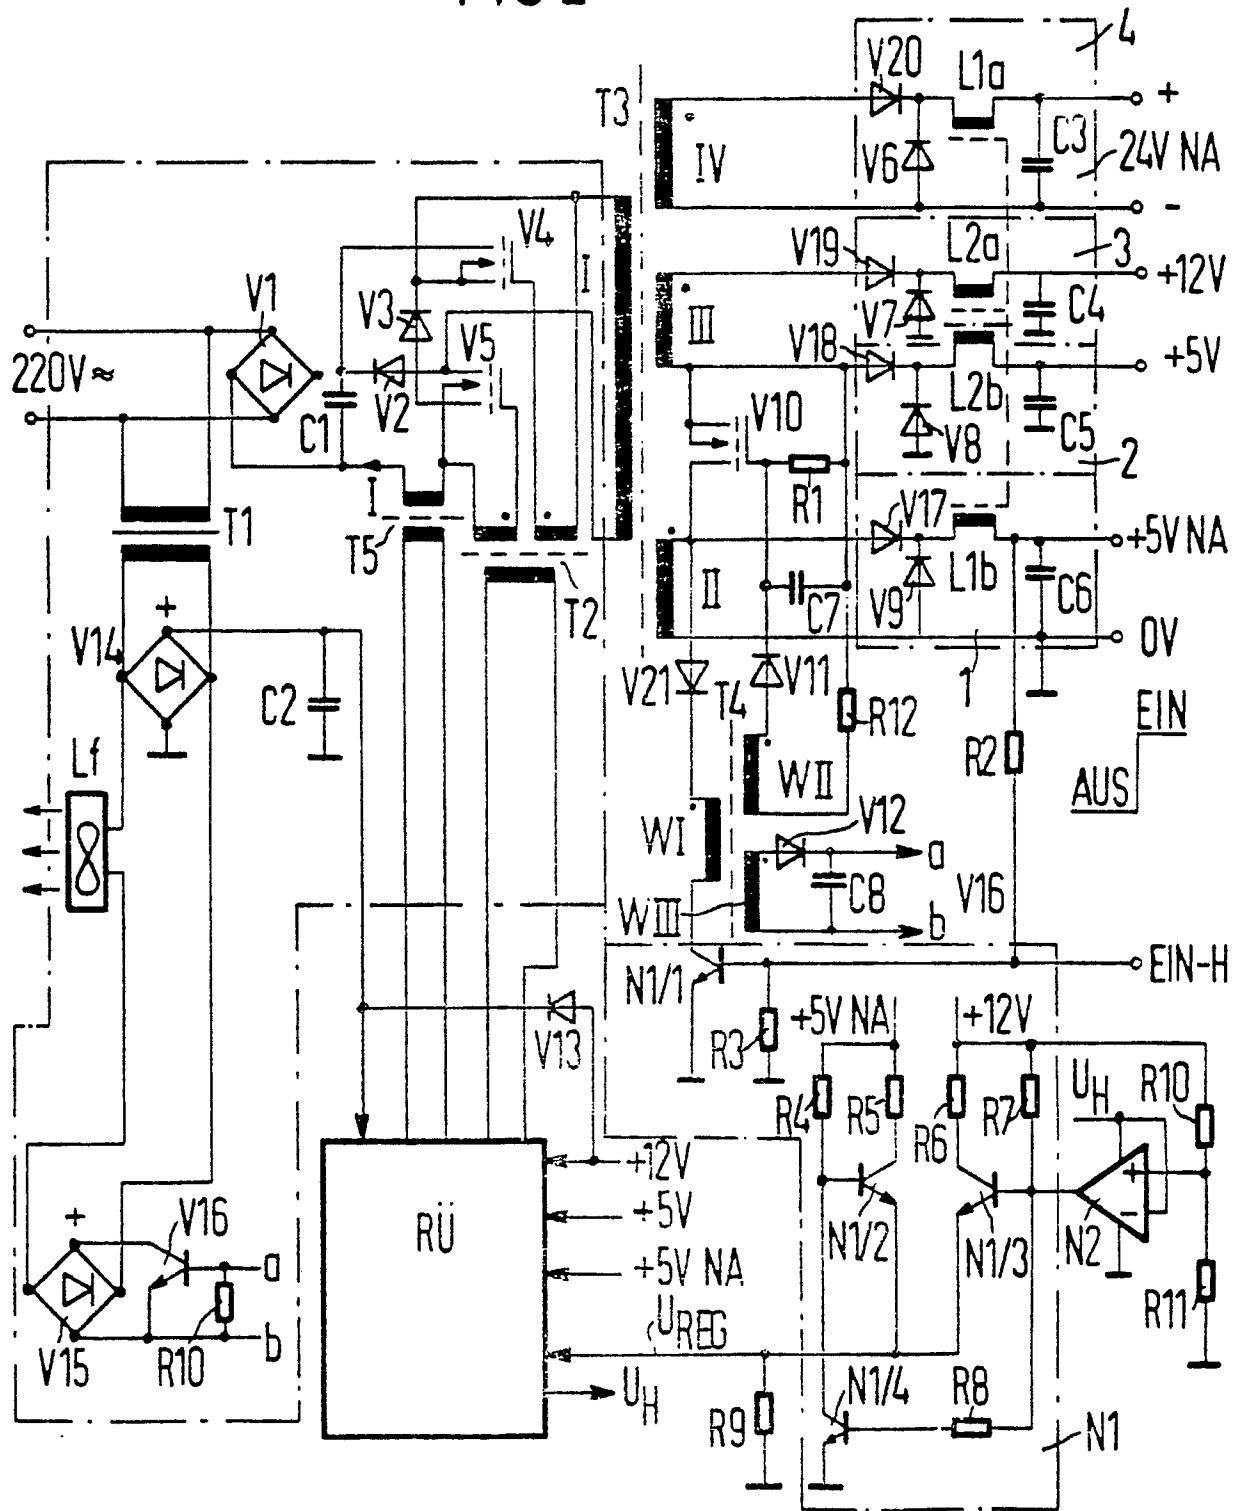 FIG 2
4
V20
L1a
+
T3
IV
V6
C3
24V NA
-
V4
I
V19
L2a
3
+12V
V1
V3
III
V7
C4
V5
V18
+5V
220V≈
V2
C1
V10
L2b
V8
C5
2
R1
I
V17
T1
T5
+5V NA
II
L1b
V9
C6
C7
T2
+
0V
V14
V21
V11
1
T4
C2
R12
EIN
Lf
R2
WII
AUS
V12
WI
a
C8
V16
WIII
b
N1/1
EIN-H
+5V NA
+12V
R3
V13
UH
R10
R4
R5
R6
R7
+12V
+
V16
+5V
-
+
RÜ
N1/2
N1/3
N2
a
+5V NA
R11
UREG
b
V15
R10
UH
N1/4
R8
R9
N1